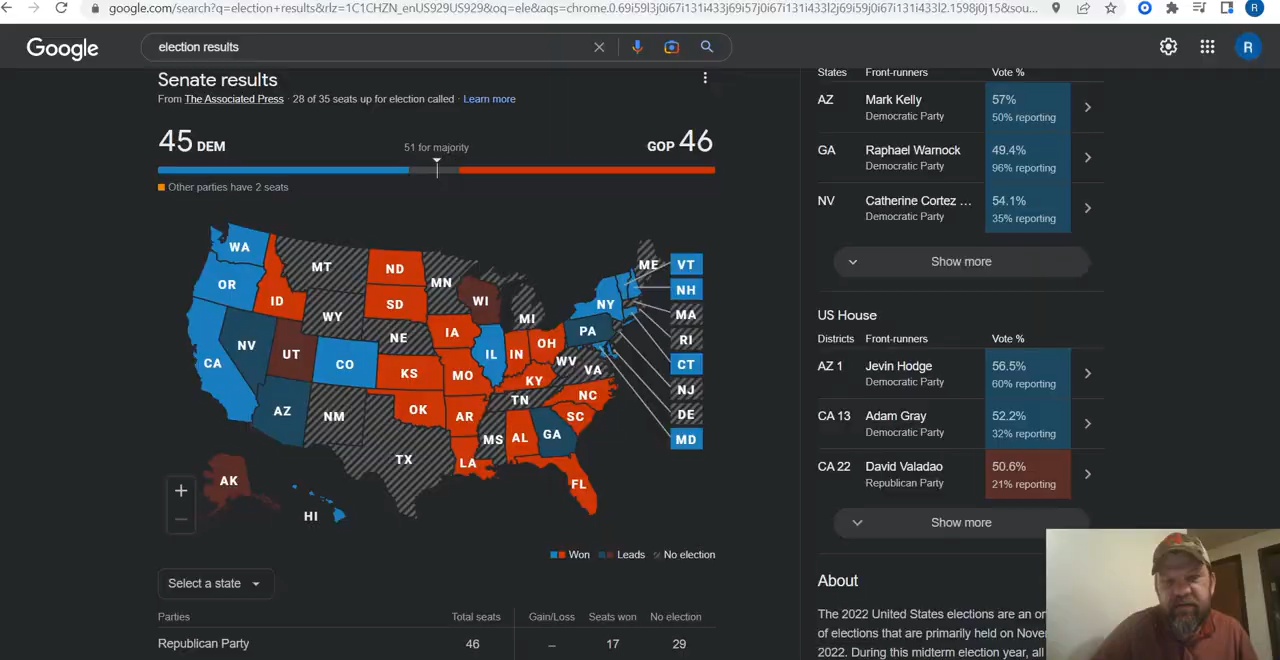 google.com/search?q=election+results&rlz=1C1CHZN_enUS929US929&oq=ele&aqs=chrome.0.69i59l3j0i67i131i433j69i57j0i67i131i433l2j69i59j0i67i131i433l2.1598j0j15&sou...
R
Google
election results
R
Senate results
From The Associated Press · 28 of 35 seats up for election called · Learn more
45 DEM
51 for majority
GOP 46
Other parties have 2 seats
WA
MT
ND
MN
ME
VT
OR
ID
SD
WI
NH
WY
MI
NY
MA
NV
UT
NE
IA
PA
RI
CA
CO
IL
IN
OH
WV
VA
CT
KS
MO
KY
NJ
AZ
NM
OK
AR
TN
NC
SC
DE
TX
MS
AL
GA
MD
LA
FL
AK
HI
+
−
Won
Leads
No election
Select a state
Parties Total seats Gain/Loss Seats won No election
Republican Party 46 – 17 29
States Front-runners Vote %
AZ Mark Kelly 57%
Democratic Party 50% reporting
GA Raphael Warnock 49.4%
Democratic Party 96% reporting
NV Catherine Cortez ... 54.1%
Democratic Party 35% reporting
Show more
US House
Districts Front-runners Vote %
AZ 1 Jevin Hodge 56.5%
Democratic Party 60% reporting
CA 13 Adam Gray 52.2%
Democratic Party 32% reporting
CA 22 David Valadao 50.6%
Republican Party 21% reporting
Show more
About
The 2022 United States elections are an on
of elections that are primarily held on Nove
2022. During this midterm election year, all